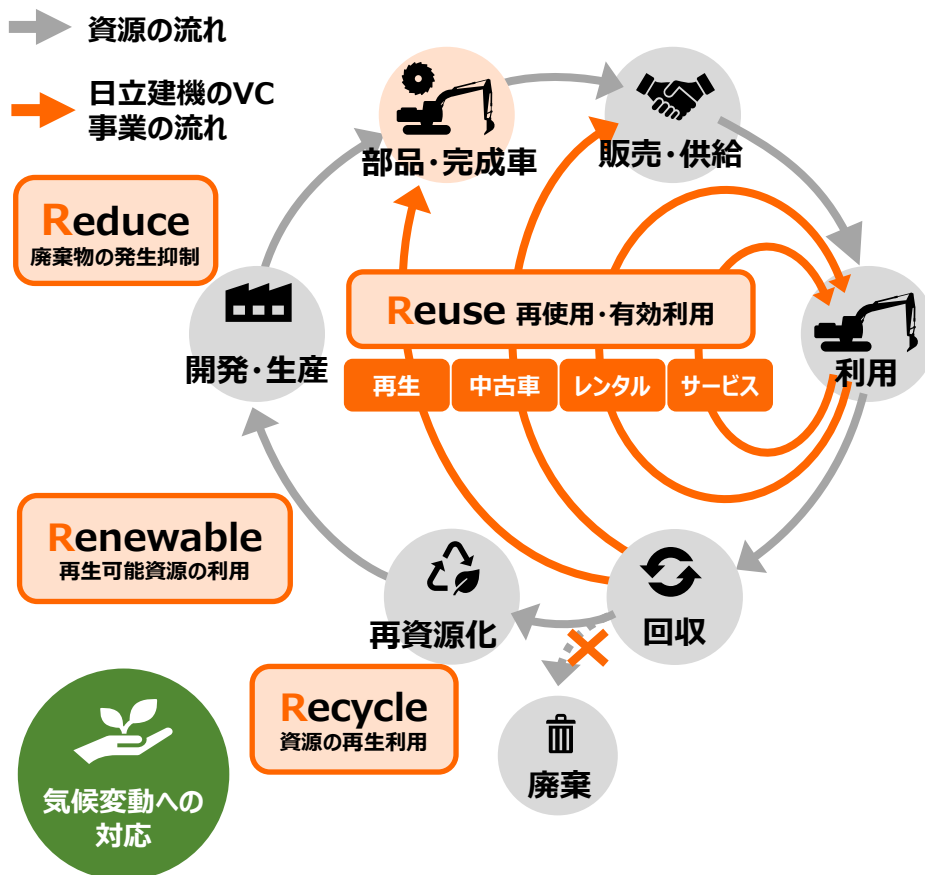 資源の流れ
日立建機のVC
事業の流れ
部品・完成車
販売・供給
Reduce
廃棄物の発生抑制
Reuse 再使用・有効利用
開発・生産
利用
再生
中古車
レンタル
サービス
Renewable
再生可能資源の利用
再資源化
回収
Recycle
資源の再生利用
廃棄
気候変動への
対応